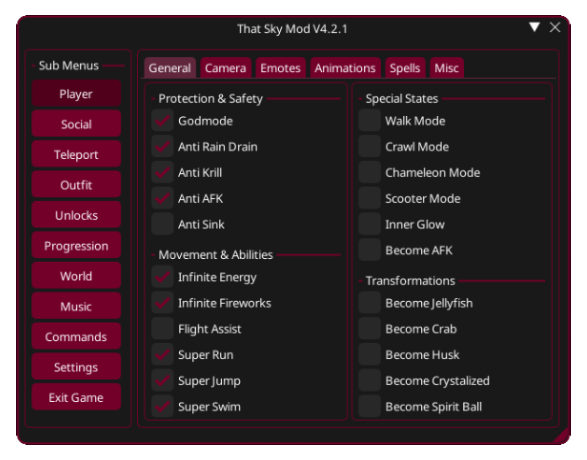 That Sky Mod V4.2.1
Sub Menus
Player
Social
Teleport
Outfit
Unlocks
Progression
World
Music
Commands
Settings
Exit Game
General Camera Emotes Animations Spells Misc
Protection & Safety
Godmode
Anti Rain Drain
Anti Krill
Anti AFK
Anti Sink
Movement & Abilities
Infinite Energy
Infinite Fireworks
Flight Assist
Super Run
Super Jump
Super Swim
Special States
Walk Mode
Crawl Mode
Chameleon Mode
Scooter Mode
Inner Glow
Become AFK
Transformations
Become Jellyfish
Become Crab
Become Husk
Become Crystalized
Become Spirit Ball